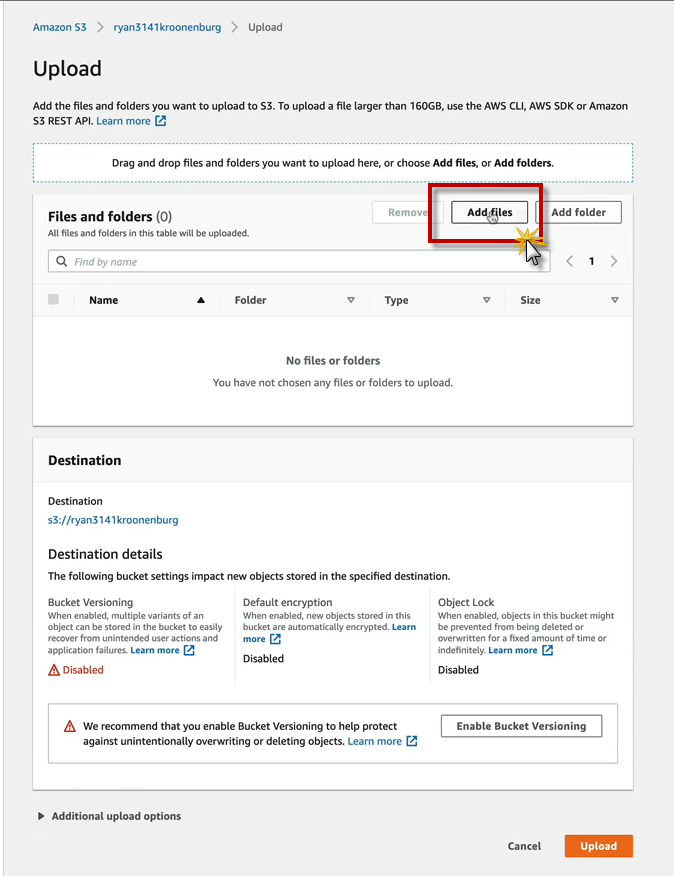 Amazon S3 > ryan3141kroonenburg > Upload
Upload
Add the files and folders you want to upload to S3. To upload a file larger than 160GB, use the AWS CLI, AWS SDK or Amazon
S3 REST API. Learn more
Drag and drop files and folders you want to upload here, or choose Add files, or Add folders.
Files and folders (0)
All files and folders in this table will be uploaded.
Remove
Add files
Add folder
Find by name
1
Name
Folder
Type
Size
No files or folders
You have not chosen any files or folders to upload.
Destination
Destination
s3://ryan3141kroonenburg
Destination details
The following bucket settings impact new objects stored in the specified destination.
Bucket Versioning
When enabled, multiple variants of an
object can be stored in the bucket to easily
recover from unintended user actions and
application failures. Learn more
Disabled
Default encryption
When enabled, new objects stored in this
bucket are automatically encrypted. Learn
more
Disabled
Object Lock
When enabled, objects in this bucket might
be prevented from being deleted or
overwritten for a fixed amount of time or
indefinitely. Learn more
Disabled
We recommend that you enable Bucket Versioning to help protect
against unintentionally overwriting or deleting objects. Learn more
Enable Bucket Versioning
Additional upload options
Cancel
Upload